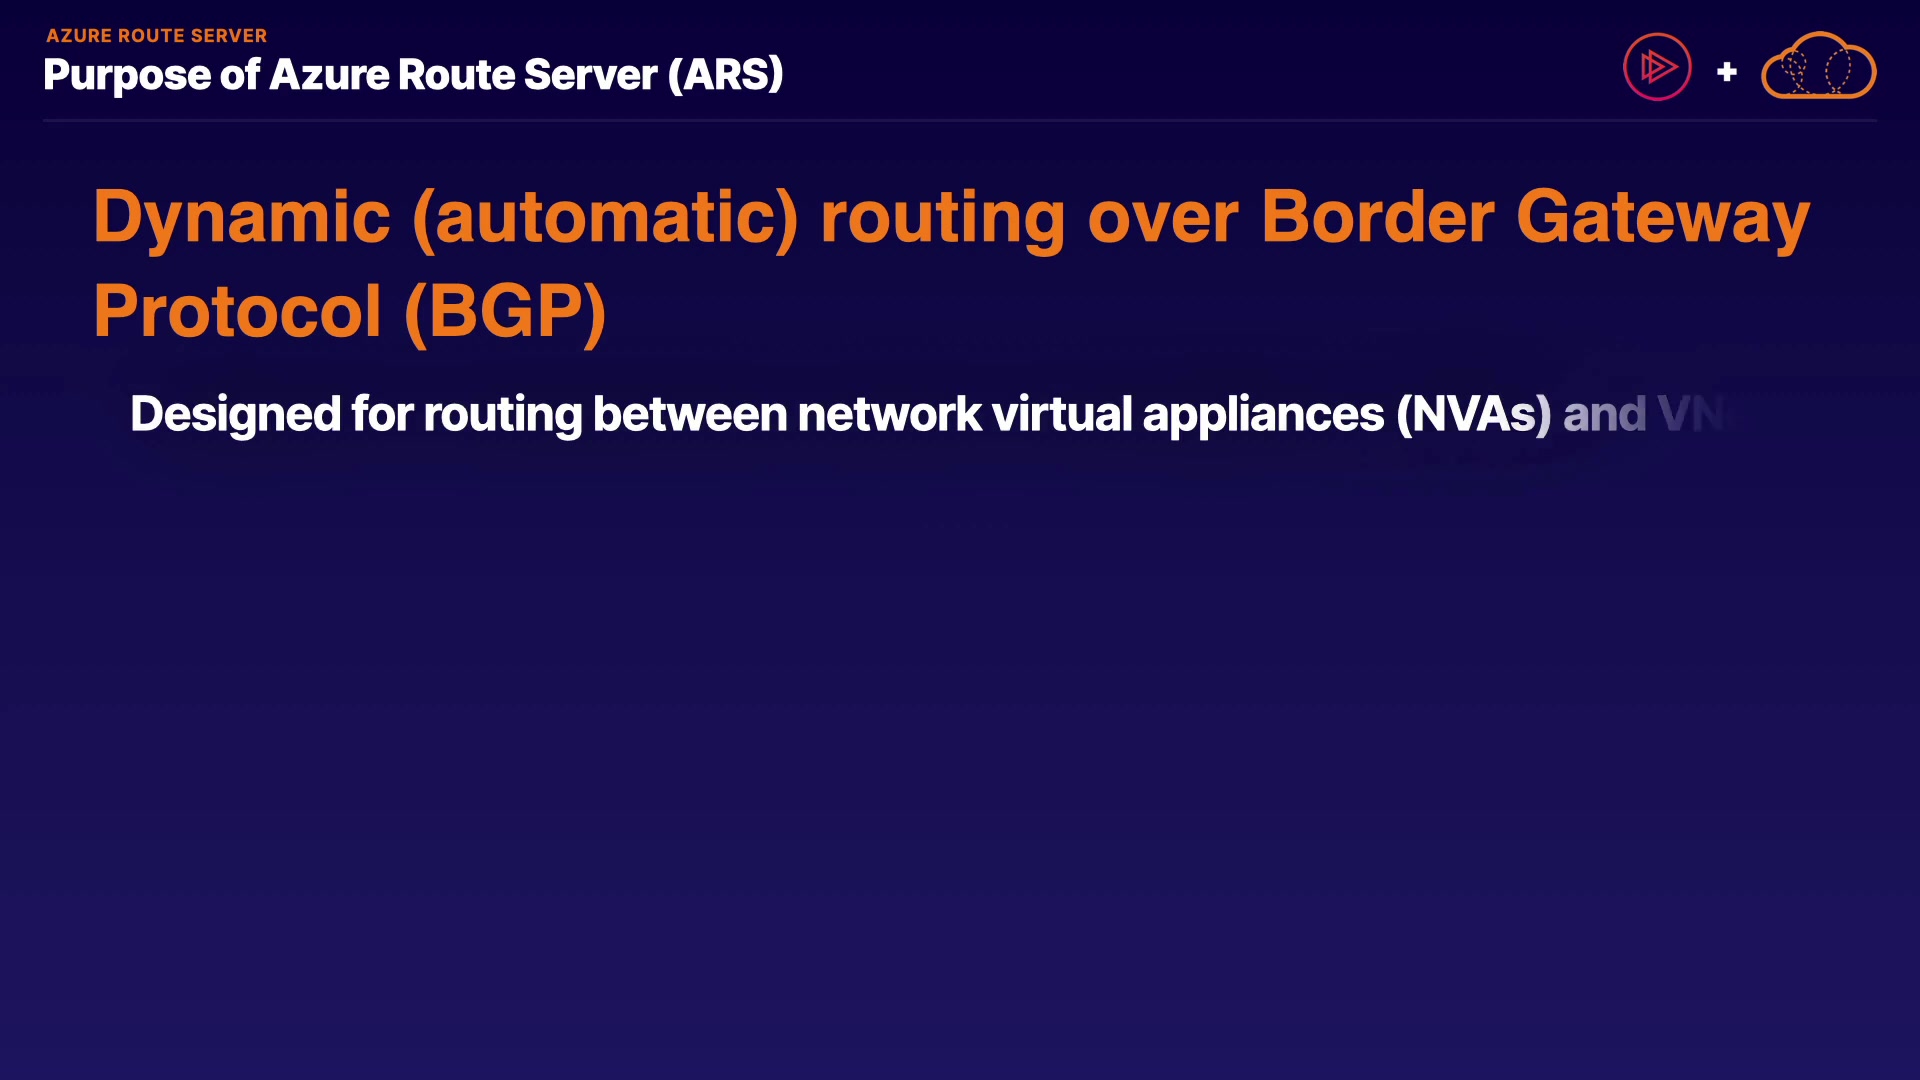 AZURE ROUTE SERVER
Purpose of Azure Route Server (ARS)
+
Dynamic (automatic) routing over Border Gateway
Protocol (BGP)
Designed for routing between network virtual appliances (NVAs) and